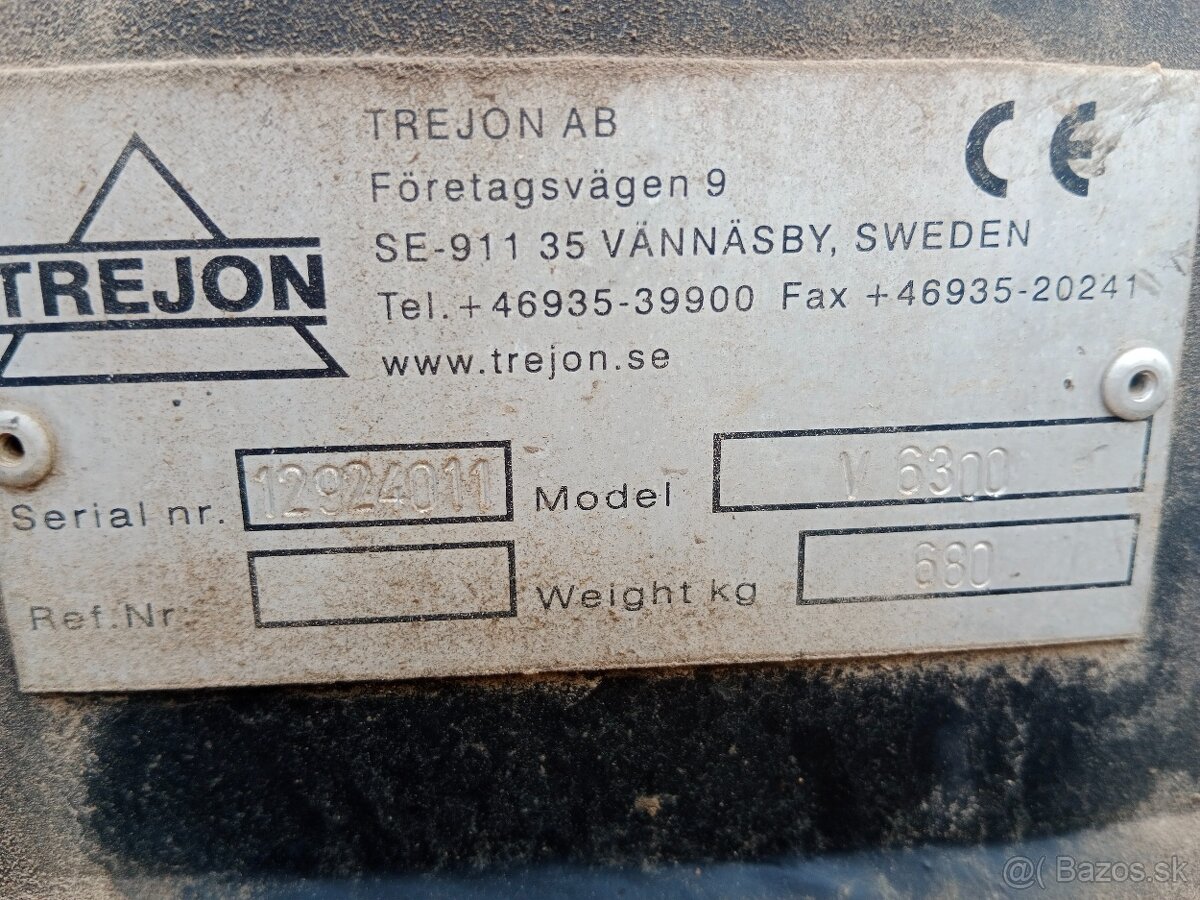 TREJON AB
Företagsvägen 9
SE-911 35 VÄNNÄSBY, SWEDEN
Tel. +46935-39900 Fax +46935-20241
www.trejon.se
CE
TREJON
Serial nr. 12924011 Model V 6300
Ref.Nr. Weight kg 680
@( Bazos.sk